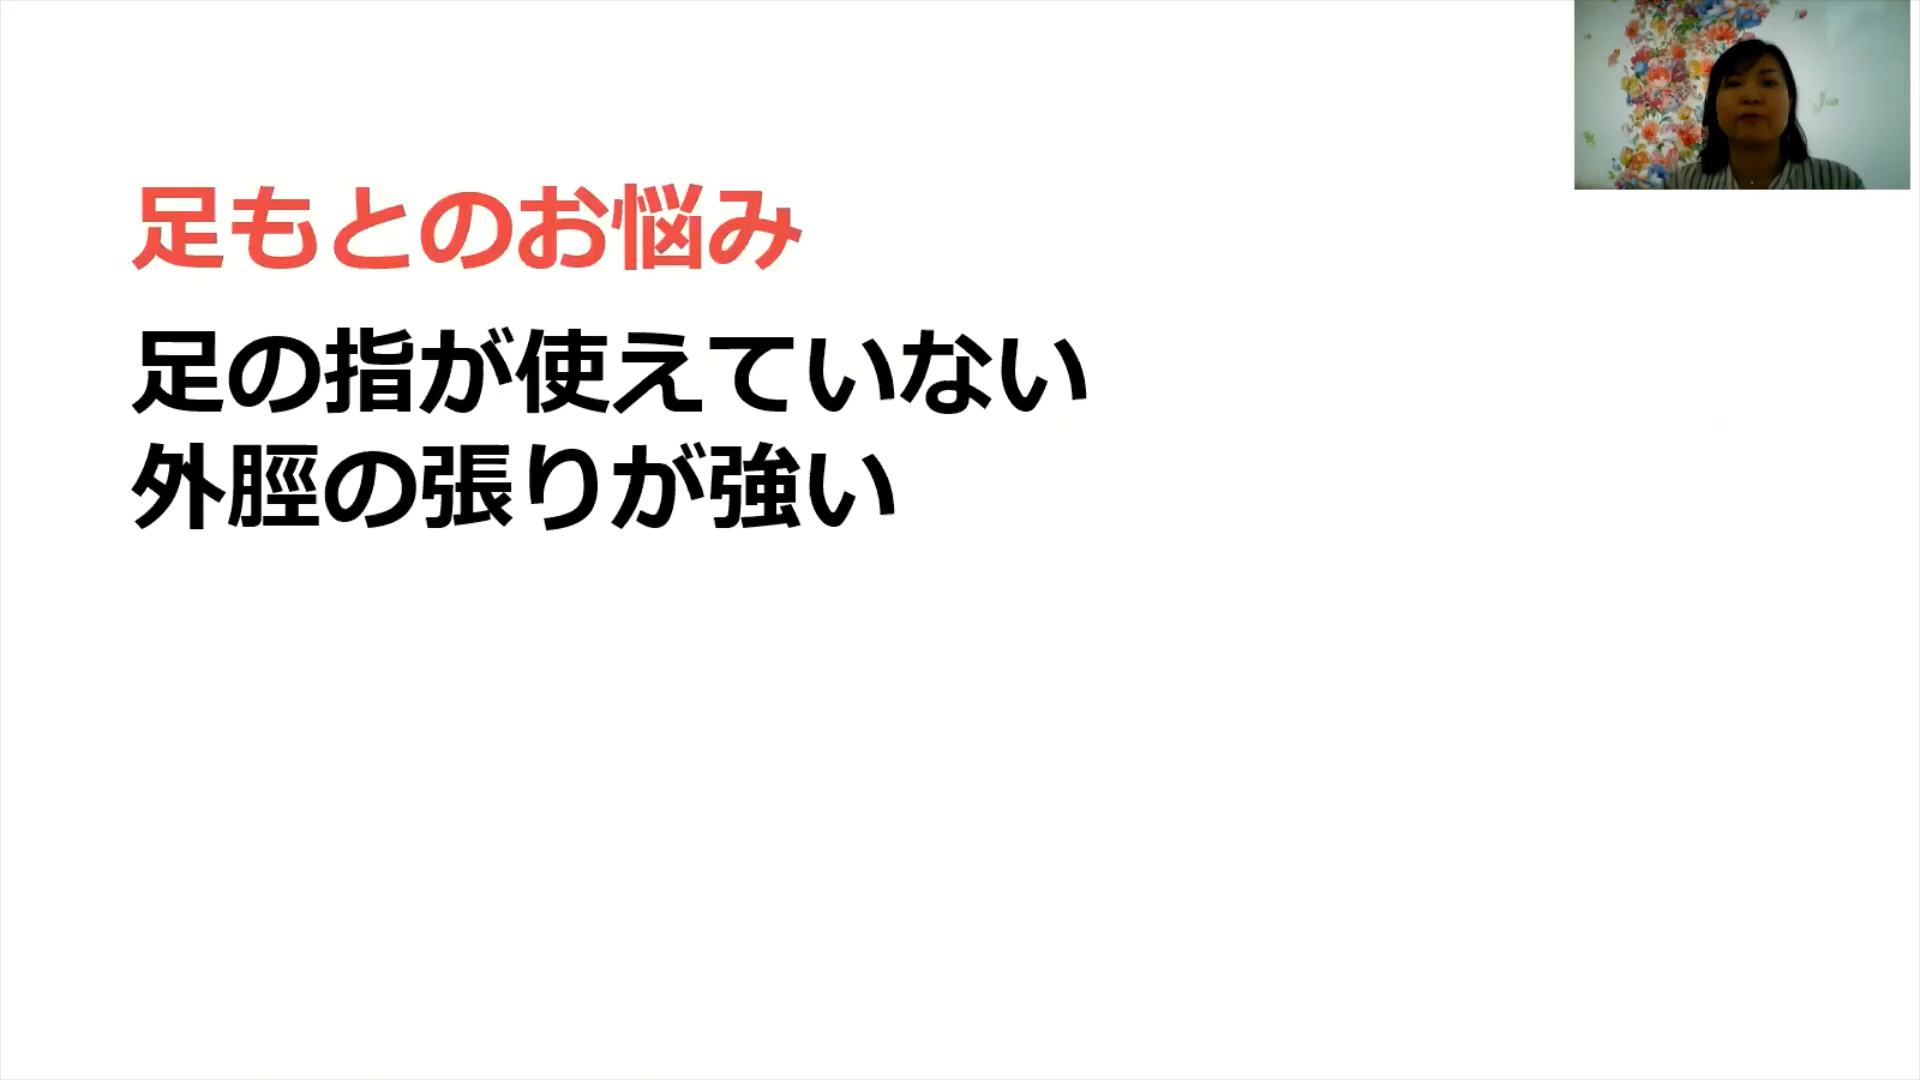 足もとのお悩み
足の指が使えていない
外脛の張りが強い